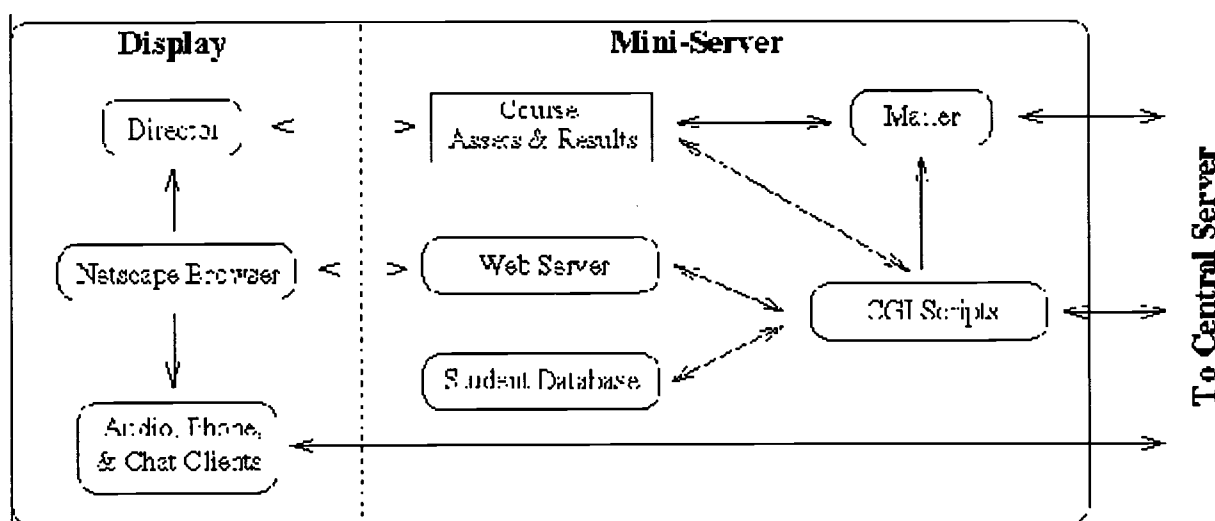 Display
Mini-Server
Director
Course
Assets & Results
Netscape Browser
Web Server
CGI Scripts
Student Database
Audio, Phone,
& Chat Clients
To Central Server